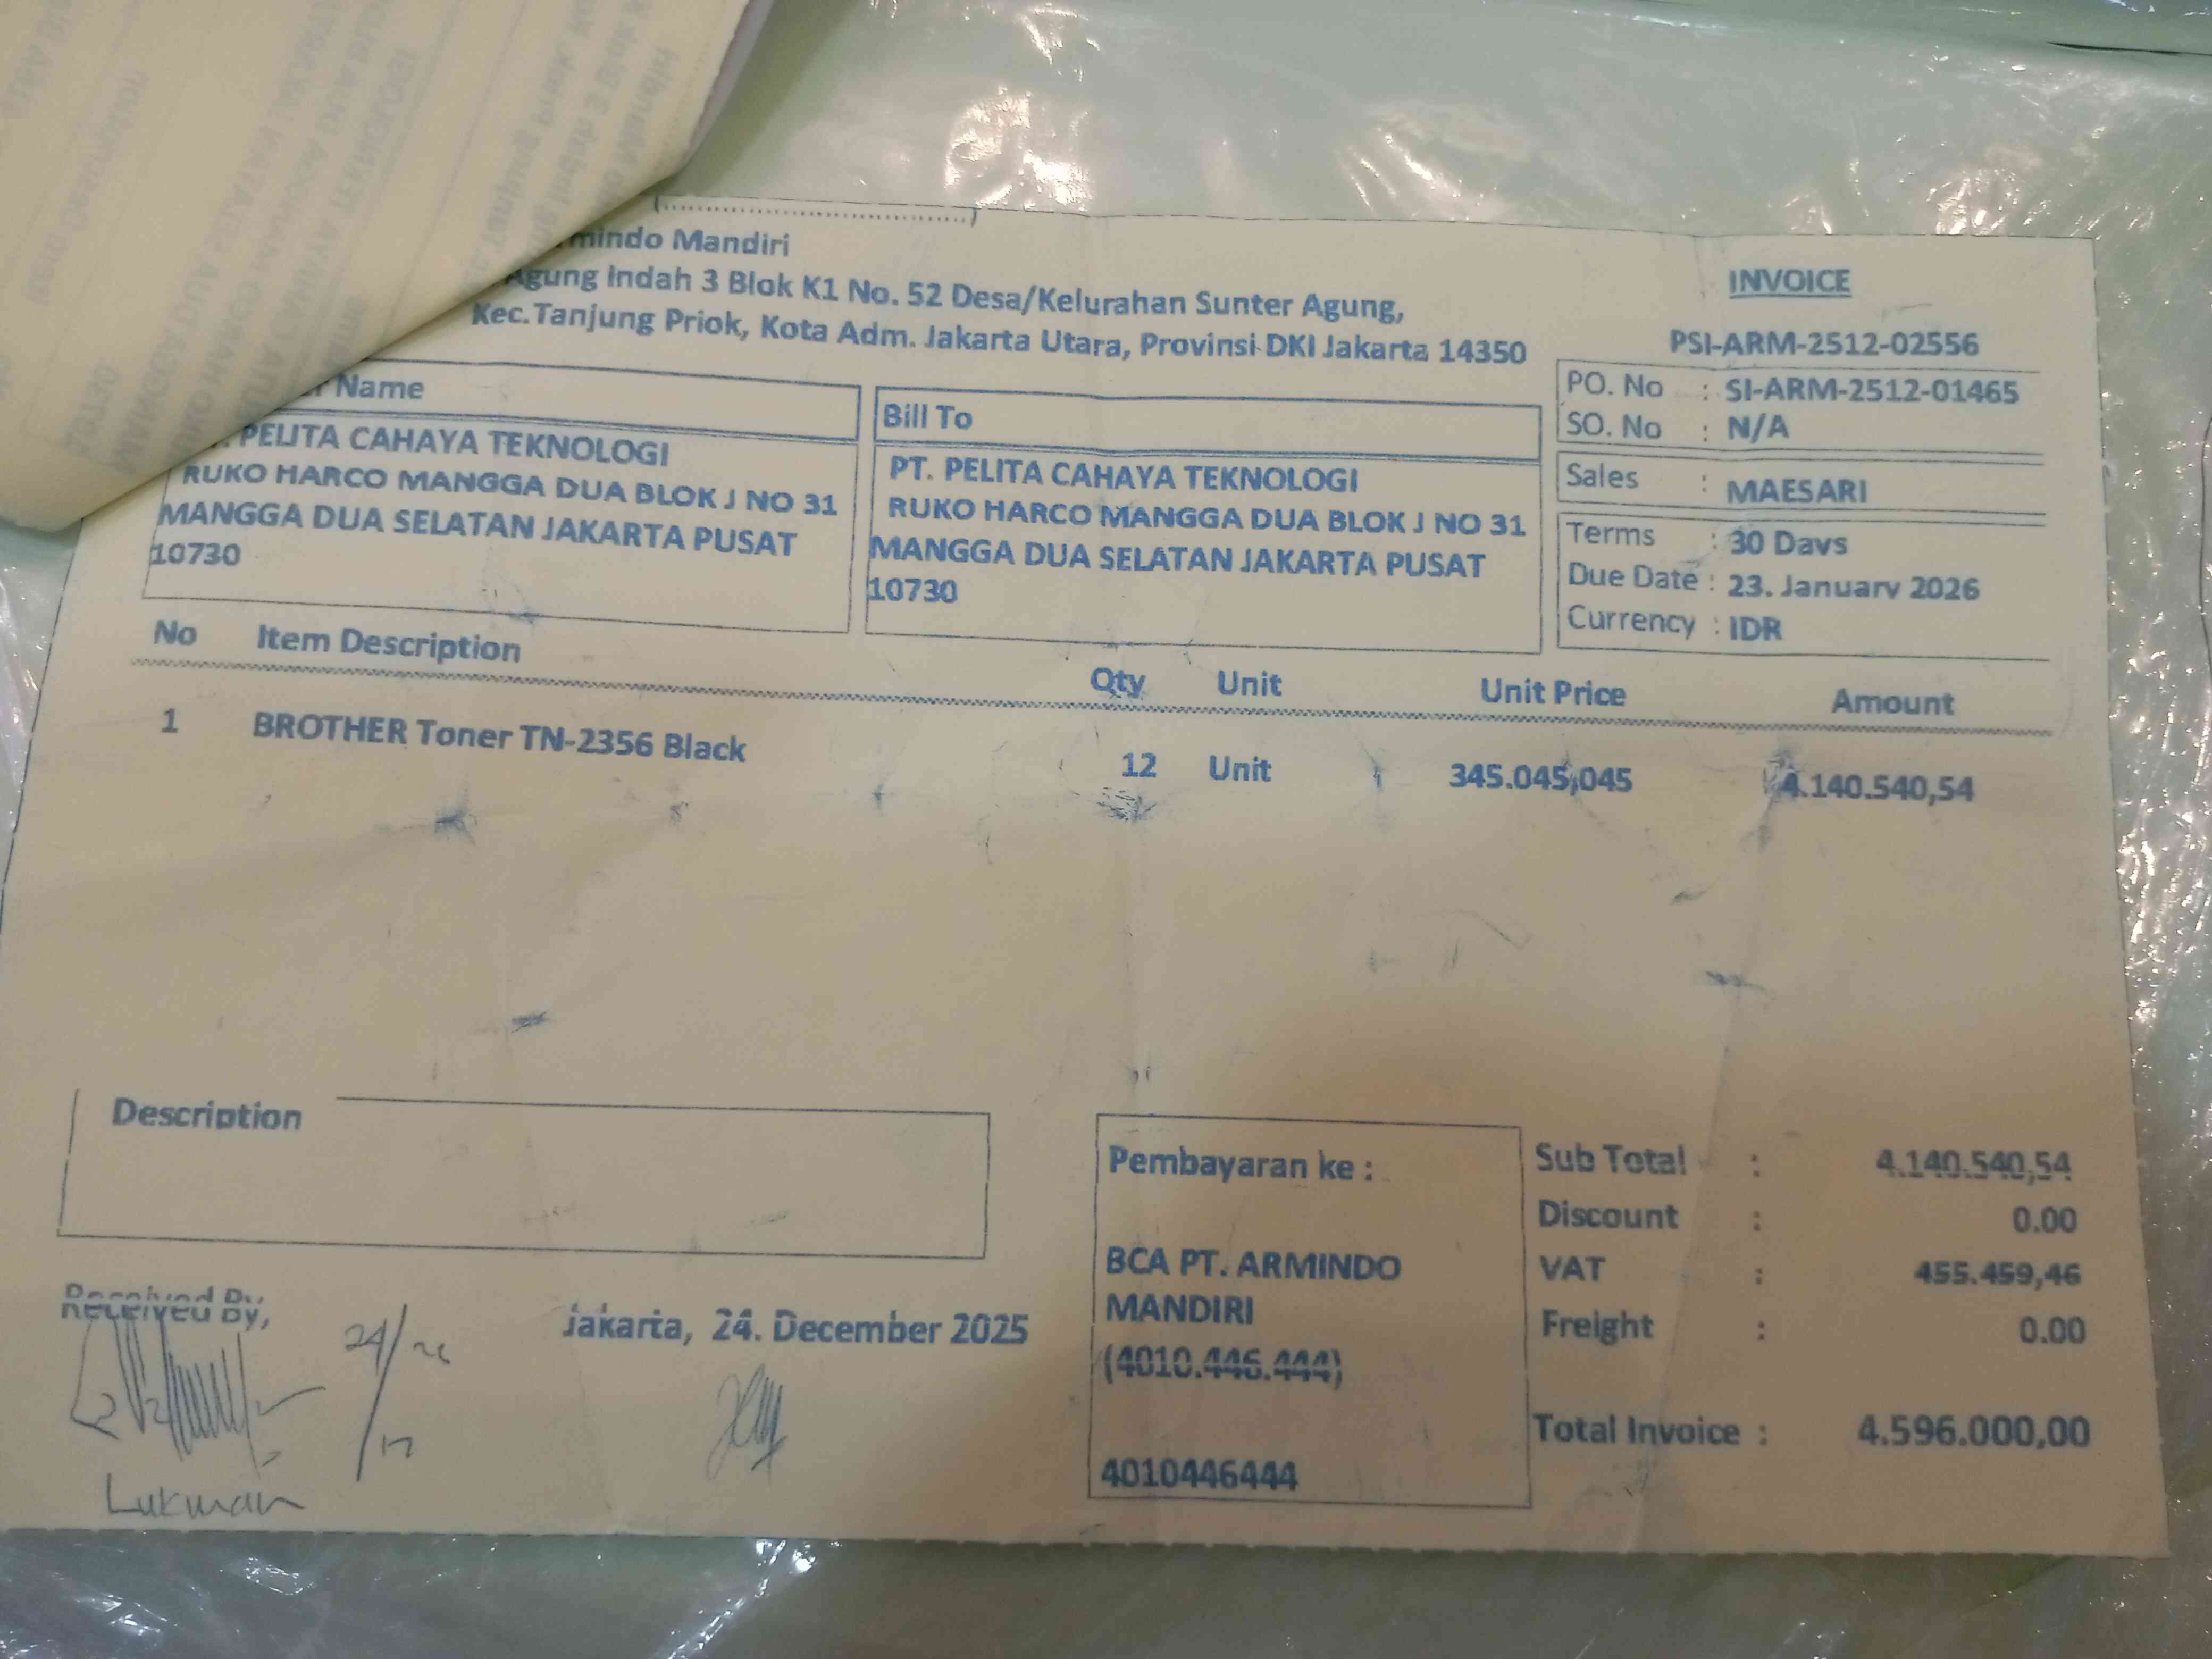 (..............................)
mindo Mandiri
Agung Indah 3 Blok K1 No. 52 Desa/Kelurahan Sunter Agung,
Kec.Tanjung Priok, Kota Adm. Jakarta Utara, Provinsi DKI Jakarta 14350
INVOICE
PSI-ARM-2512-02556
PO. No : SI-ARM-2512-01465
SO. No : N/A
Sales : MAESARI
Terms : 30 Days
Due Date : 23. January 2026
Currency : IDR
Name
PELITA CAHAYA TEKNOLOGI
RUKO HARCO MANGGA DUA BLOK J NO 31
MANGGA DUA SELATAN JAKARTA PUSAT
10730
Bill To
PT. PELITA CAHAYA TEKNOLOGI
RUKO HARCO MANGGA DUA BLOK J NO 31
MANGGA DUA SELATAN JAKARTA PUSAT
10730
No Item Description Qty Unit Unit Price Amount
1 BROTHER Toner TN-2356 Black 12 Unit 345.045,045 4.140.540,54
Description
Received By,
24/
12
Lukman
Jakarta, 24. December 2025
Pembayaran ke :
BCA PT. ARMINDO
MANDIRI
(4010.446.444)
4010446444
Sub Total : 4.140.540,54
Discount : 0.00
VAT : 455.459,46
Freight : 0.00
Total Invoice : 4.596.000,00